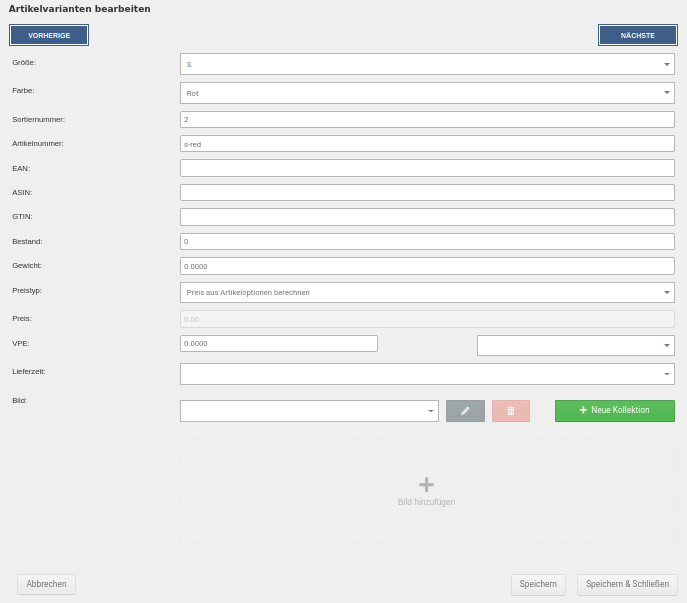 Artikelvarianten bearbeiten
VORHERIGE NÄCHSTE
Größe: S
Farbe: Rot
Sortiernummer: 2
Artikelnummer: s-red
EAN:
ASIN:
GTIN:
Bestand: 0
Gewicht: 0.0000
Preistyp: Preis aus Artikeloptionen berechnen
Preis: 0.00
VPE: 0.0000
Lieferzeit:
Bild: Neue Kollektion
Bild hinzufügen
Abbrechen Speichern Speichern & Schließen